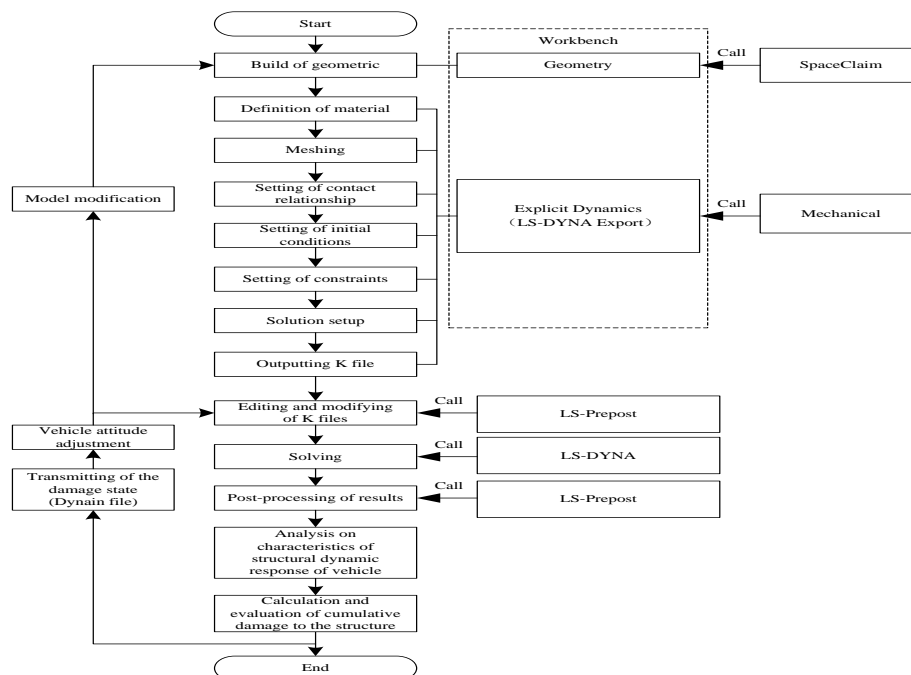 Start
Workbench
Build of geometric
Geometry
Call
SpaceClaim
Definition of material
Meshing
Model modification
Setting of contact
relationship
Explicit Dynamics
(LS-DYNA Export)
Call
Mechanical
Setting of initial
conditions
Setting of constraints
Solution setup
Outputting K file
Editing and modifying
of K files
Call
LS-Prepost
Vehicle attitude
adjustment
Solving
Call
LS-DYNA
Transmitting of the
damage state
(Dynain file)
Post-processing of results
Call
LS-Prepost
Analysis on
characteristics of
structural dynamic
response of vehicle
Calculation and
evaluation of cumulative
damage to the structure
End